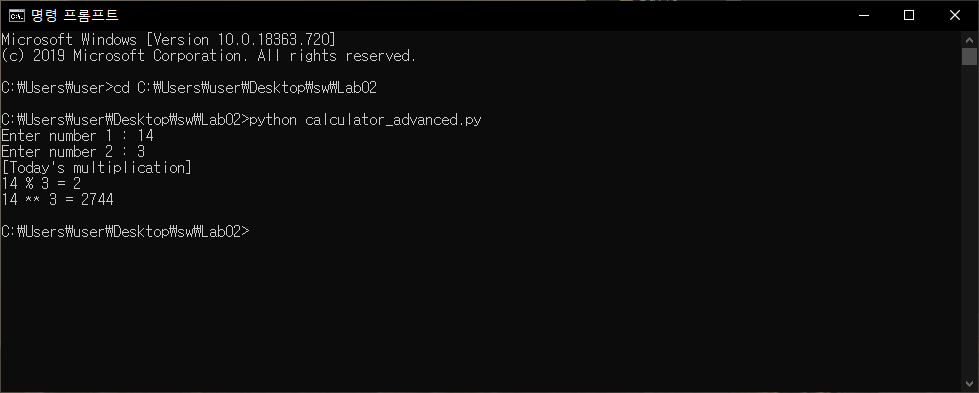 명령 프롬프트
Microsoft Windows [Version 10.0.18363.720]
(c) 2019 Microsoft Corporation. All rights reserved.
C:₩Users₩user>cd C:₩Users₩user₩Desktop₩sw₩Lab02
C:₩Users₩user₩Desktop₩sw₩Lab02>python calculator_advanced.py
Enter number 1 : 14
Enter number 2 : 3
[Today's multiplication]
14 % 3 = 2
14 ** 3 = 2744
C:₩Users₩user₩Desktop₩sw₩Lab02>